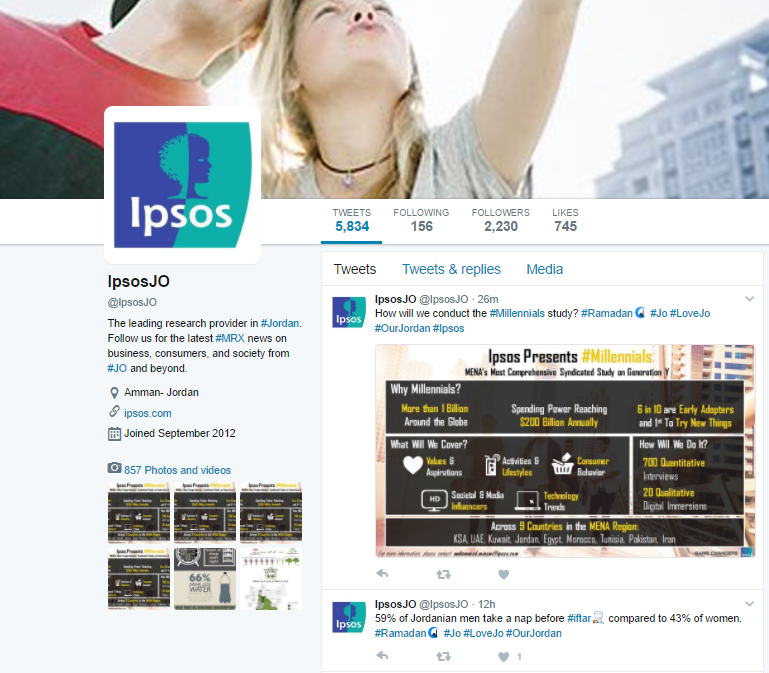 Ipsos
TWEETS FOLLOWING FOLLOWERS LIKES
5,834 156 2,230 745
IpsosJO
@IpsosJO
The leading research provider in #Jordan.
Follow us for the latest #MRX news on
business, consumers, and society from
#JO and beyond.
Amman- Jordan
ipsos.com
Joined September 2012
857 Photos and videos
66%
WATER
Tweets Tweets & replies Media
Ipsos
IpsosJO @IpsosJO · 26m
How will we conduct the #Millennials study? #Ramadan #Jo #LoveJo
#OurJordan #Ipsos
Ipsos Presents #Millennials:
MENA's Most Comprehensive Syndicated Study on Generation Y
Why Millennials?
More than 1 Billion
Around the Globe
Spending Power Reaching
$200 Billion Annually
6 in 10 are Early Adopters
and 1st To Try New Things
What Will We Cover?
Values &
Aspirations
Activities &
Lifestyles
Consumer
Behavior
HD
Societal & Media
Influencers
Technology
Trends
How Will We Do It?
700 Quantitative
Interviews
20 Qualitative
Digital Immersions
Across 9 Countries in the MENA Region:
KSA, UAE, Kuwait, Jordan, Egypt, Morocco, Tunisia, Pakistan, Iran
For more information, please contact
GAME CHANGERS
Ipsos
IpsosJO @IpsosJO · 12h
59% of Jordanian men take a nap before #iftar compared to 43% of women.
#Ramadan #Jo #LoveJo #OurJordan
1